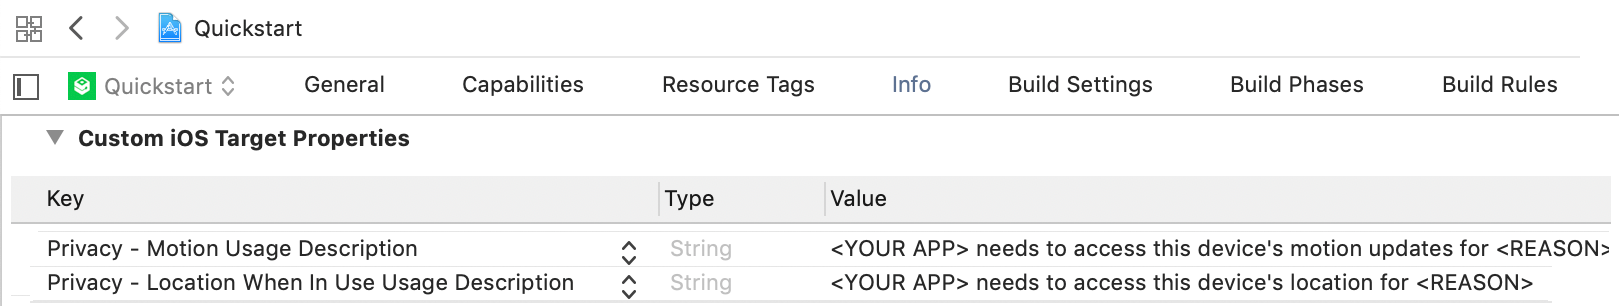 Quickstart
Quickstart General Capabilities Resource Tags Info Build Settings Build Phases Build Rules
Custom iOS Target Properties
Key Type Value
Privacy - Motion Usage Description String <YOUR APP> needs to access this device's motion updates for <REASON>
Privacy - Location When In Use Usage Description String <YOUR APP> needs to access this device's location for <REASON>